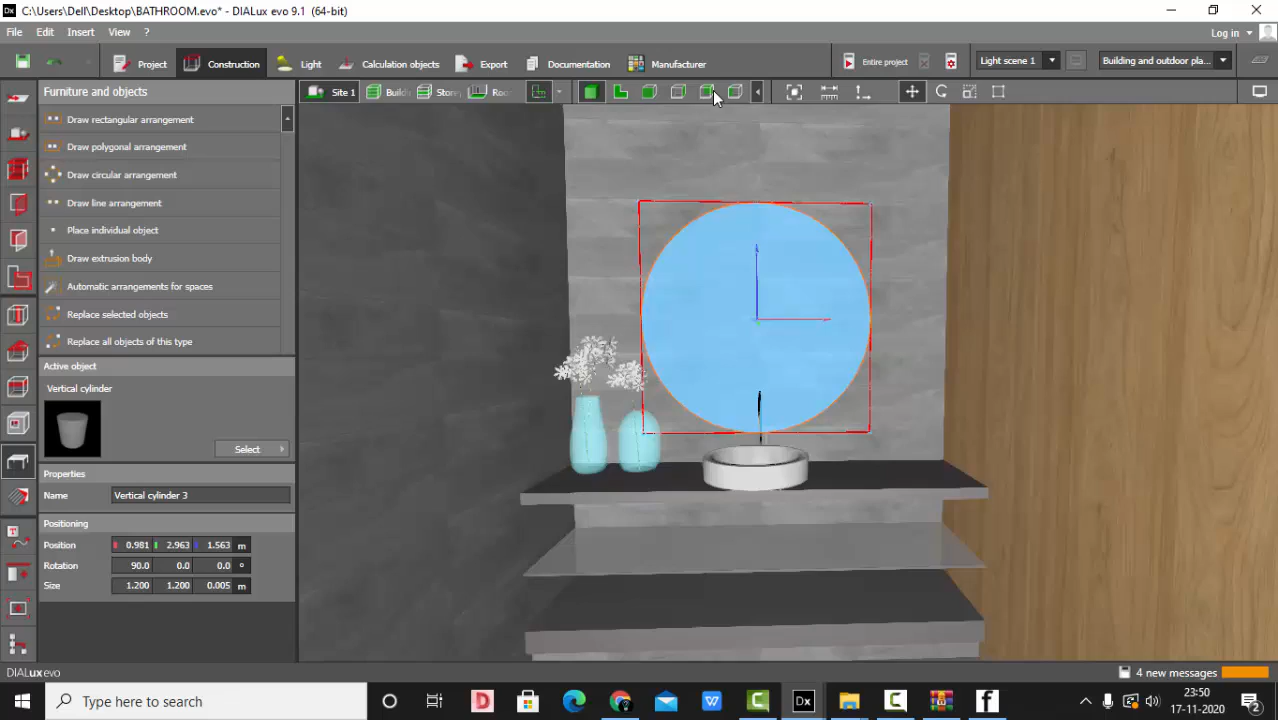 C:\Users\Dell\Desktop\BATHROOM.evo* - DIALux evo 9.1 (64-bit)
File Edit Insert View ?
Log in
Project Construction Light Calculation objects Export Documentation Manufacturer Entire project Light scene 1 Building and outdoor pla...
Furniture and objects
Site 1 Build Store Roo
Draw rectangular arrangement
Draw polygonal arrangement
Draw circular arrangement
Draw line arrangement
Place individual object
Draw extrusion body
Automatic arrangements for spaces
Replace selected objects
Replace all objects of this type
Active object
Vertical cylinder
Select
Properties
Name Vertical cylinder 3
Positioning
Position 0.981 2.963 1.563 m
Rotation 90.0 0.0 0.0 °
Size 1.200 1.200 0.005 m
DIALux evo
4 new messages
Type here to search
23:50
17-11-2020
2